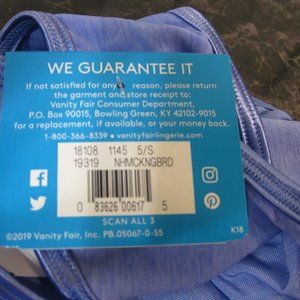 WE GUARANTEE IT
If not satisfied for any reason, please return
the garment and store receipt to:
Vanity Fair Consumer Department,
P.O. Box 90015, Bowling Green, KY 42102-9015
for a replacement, if available, or your money back.
1-800-366-8339 • vanityfairlingerie.com
18108 1145 5/S
19319 NHMCKNGBRD
0 83626 00617 5
SCAN ALL 3
©2019 Vanity Fair, Inc. PB.05067-0-55 K18